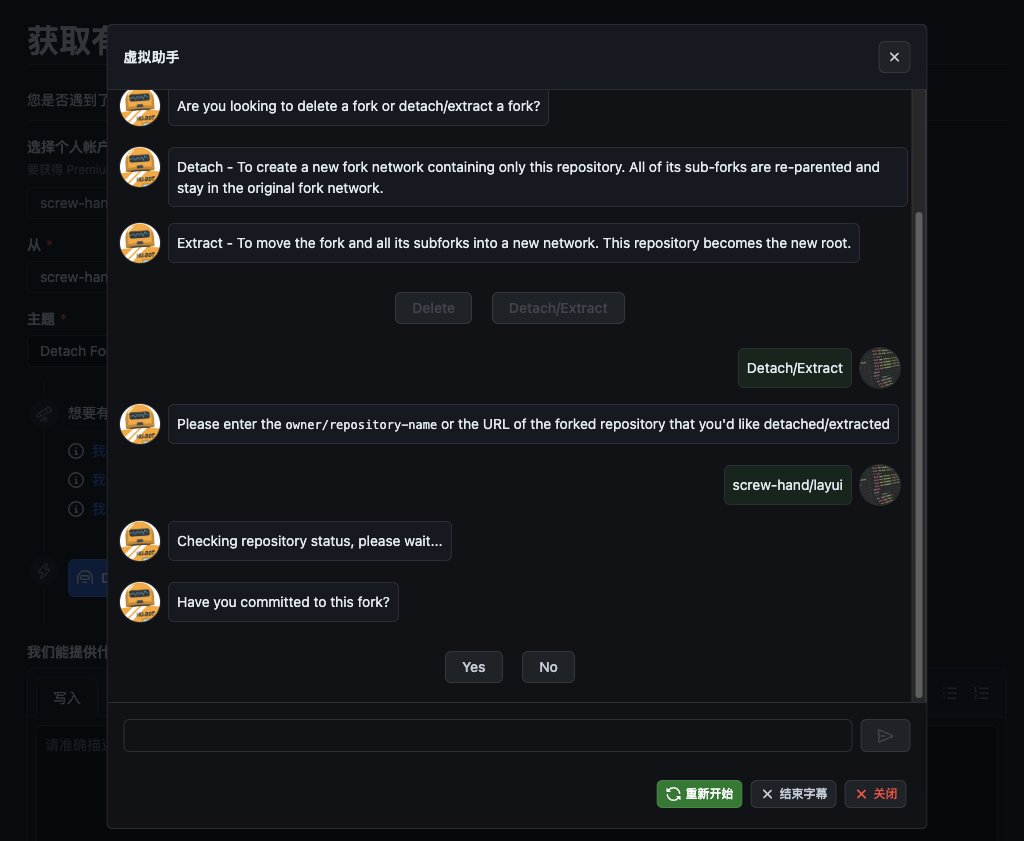 获取有
虚拟助手
您是否遇到了
Are you looking to delete a fork or detach/extract a fork?
选择个人帐户
要获得 Premiu
Detach - To create a new fork network containing only this repository. All of its sub-forks are re-parented and
stay in the original fork network.
screw-han
从 *
Extract - To move the fork and all its subforks into a new network. This repository becomes the new root.
screw-han
Delete
Detach/Extract
主题 *
Detach Fo
Detach/Extract
想要有
Please enter the owner/repository-name or the URL of the forked repository that you'd like detached/extracted
我
我
screw-hand/layui
我
Checking repository status, please wait...
D
Have you committed to this fork?
我们能提供什
Yes
No
写入
请准确描述
重新开始
结束字幕
关闭